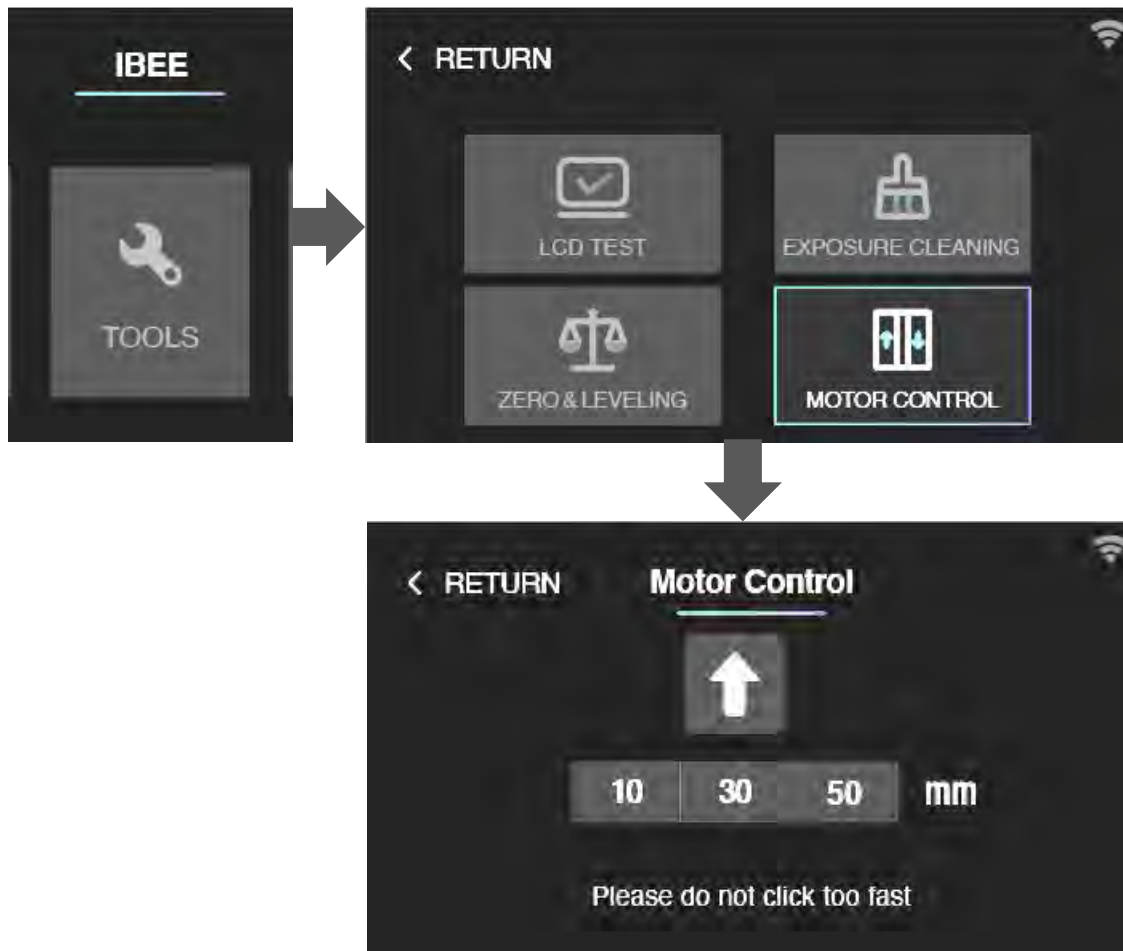 IBEE
TOOLS
< RETURN
LCD TEST
EXPOSURE CLEANING
ZERO & LEVELING
MOTOR CONTROL
< RETURN
Motor Control
10 30 50 mm
Please do not click too fast